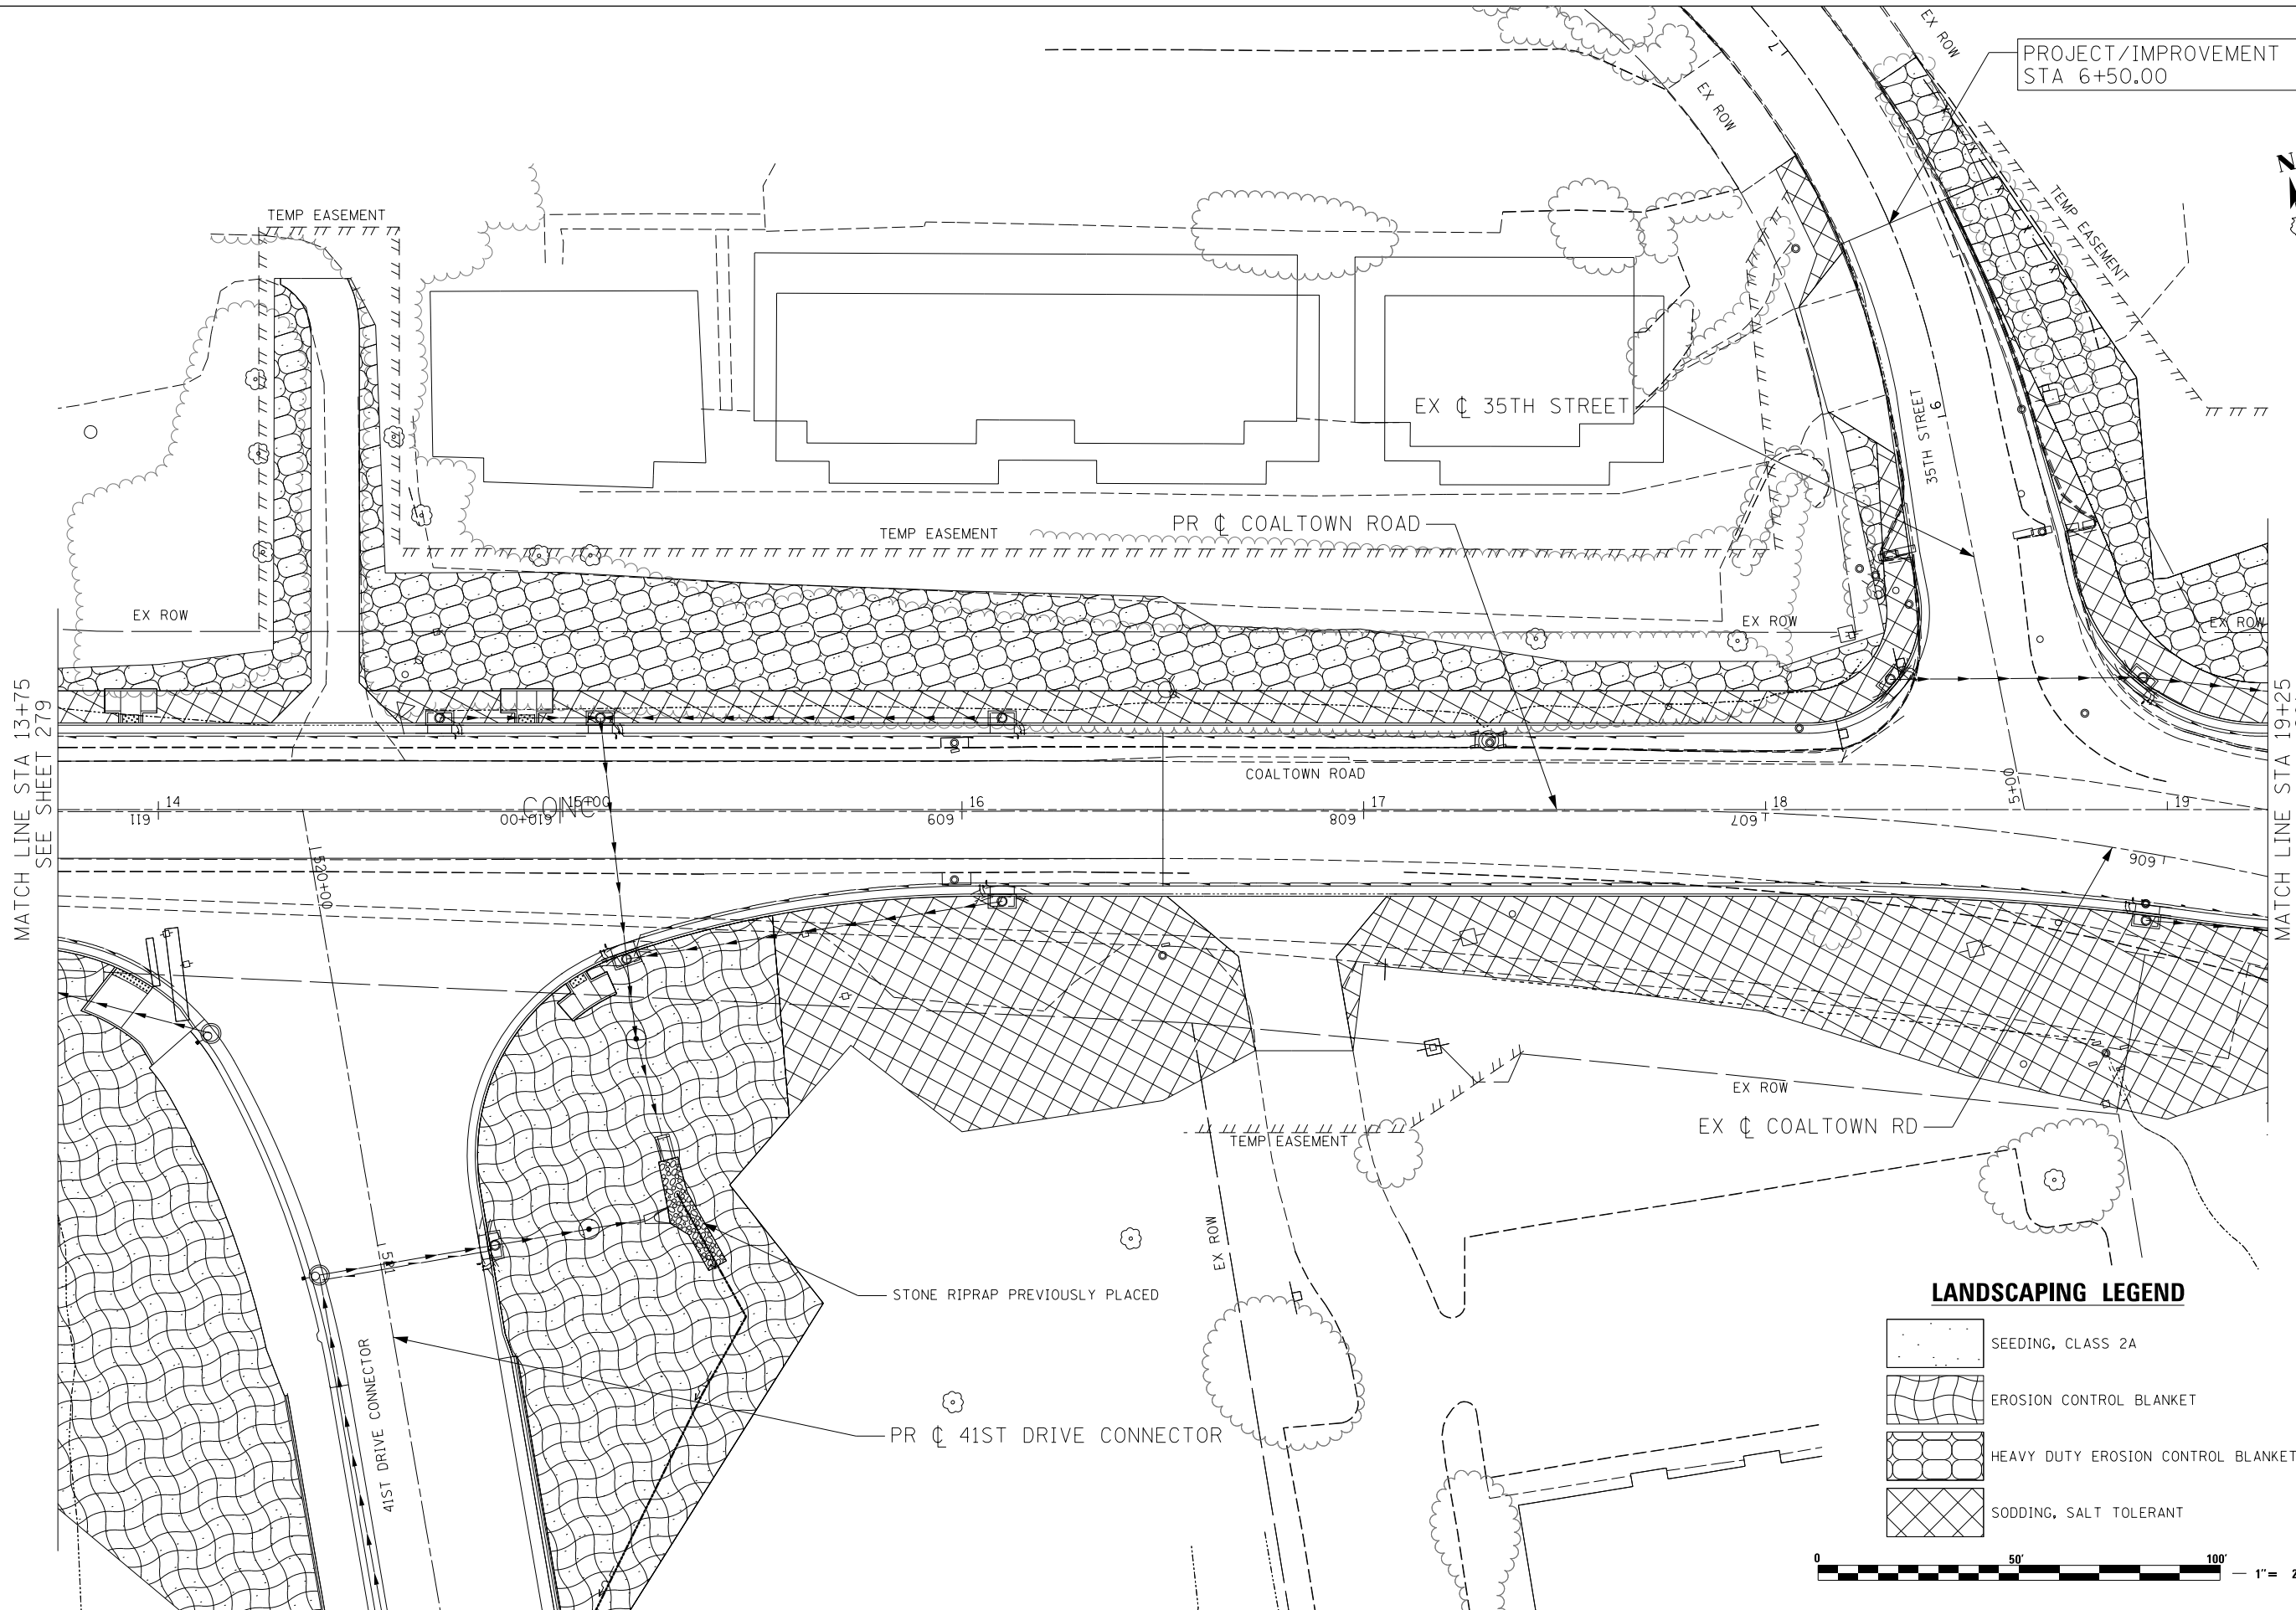 EX ROW
PROJECT/IMPROVEMENT
STA 6+50.00
7
EX ROW
N
TEMP EASEMENT
TEMP EASEMENT
EX ℄ 35TH STREET
35TH STREET
6
PR ℄ COALTOWN ROAD
TEMP EASEMENT
EX ROW
EX ROW
EX ROW
MATCH LINE STA 13+75
SEE SHEET 279
MATCH LINE STA 19+25
COALTOWN ROAD
5+00
14
CONC
15+00
16
17
18
19
611
610+00
609
608
607
606
520+00
EX ROW
EX ℄ COALTOWN RD
TEMP EASEMENT
EX ROW
521
STONE RIPRAP PREVIOUSLY PLACED
41ST DRIVE CONNECTOR
PR ℄ 41ST DRIVE CONNECTOR
LANDSCAPING LEGEND
SEEDING, CLASS 2A
EROSION CONTROL BLANKET
HEAVY DUTY EROSION CONTROL BLANKET
SODDING, SALT TOLERANT
0 50' 100'
1"= 2